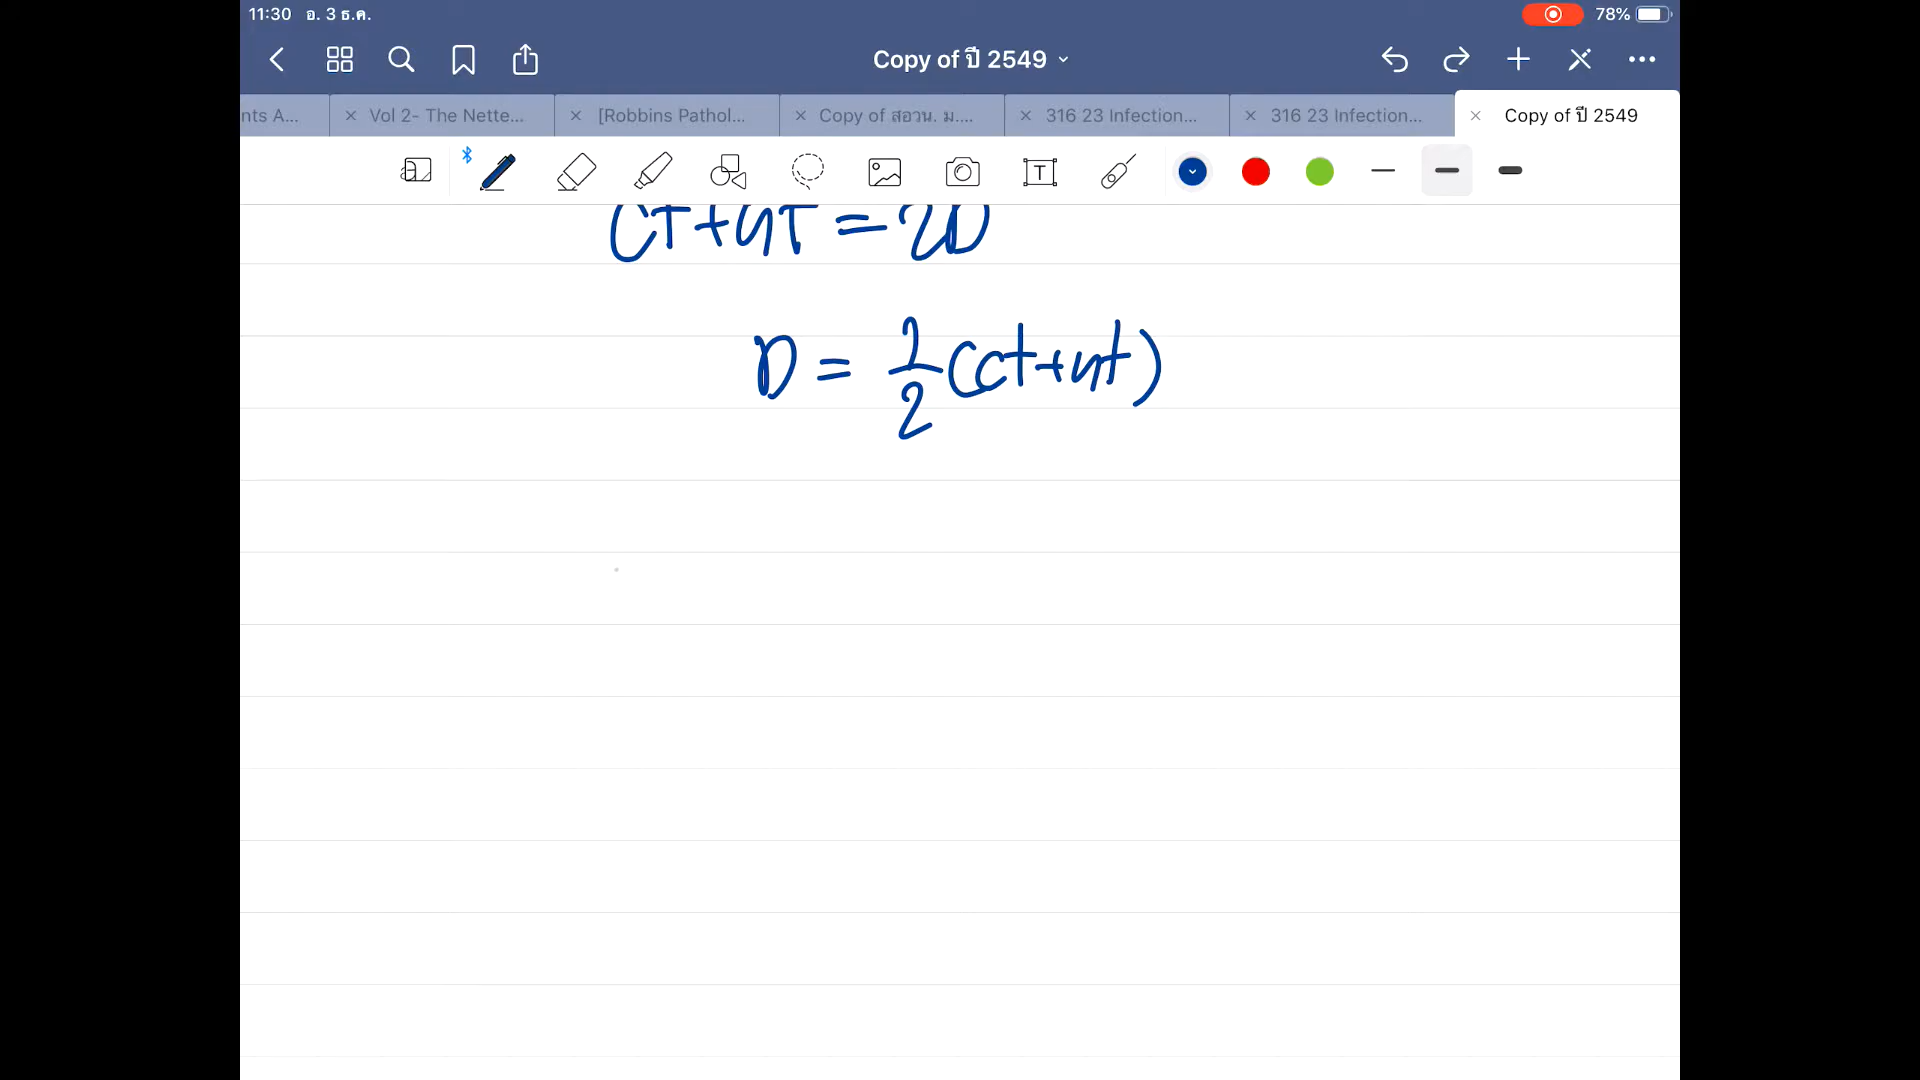 11:30 อ. 3 ธ.ค. 78%
Copy of ปี 2549
nts A... Vol 2- The Nette... [Robbins Pathol... Copy of สอวน. ม.... 316 23 Infection... 316 23 Infection... Copy of ปี 2549
T
CT+UT = 2D
D = 1/2 (ct+ut)